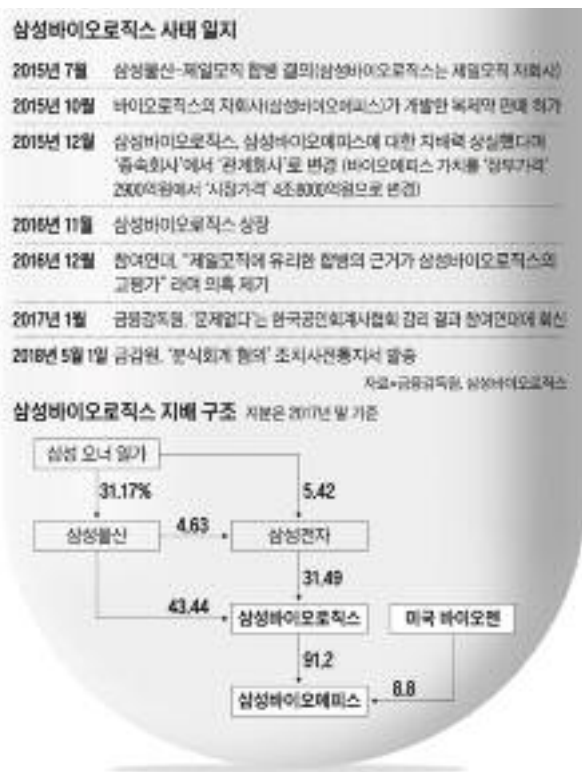 삼성바이오로직스 사태 일지
2015년 7월 삼성물산-제일모직 합병 결의(삼성바이오로직스는 제일모직 자회사)
2015년 10월 바이오로직스의 자회사(삼성바이오에피스)가 개발한 복제약 판매 허가
2015년 12월 삼성바이오로직스, 삼성바이오에피스에 대한 지배력 상실했다며
'종속회사'에서 '관계회사'로 변경 (바이오에피스 가치를 '장부가격'
2900억원에서 '시장가격' 4조8000억원으로 변경)
2016년 11월 삼성바이오로직스 상장
2016년 12월 참여연대, "제일모직에 유리한 합병의 근거가 삼성바이오로직스의
고평가" 라며 의혹 제기
2017년 1월 금융감독원, '문제없다'는 한국공인회계사협회 감리 결과 참여연대에 회신
2018년 5월 1일 금감원, '분식회계 혐의' 조치사전통지서 발송
자료=금융감독원, 삼성바이오로직스
삼성바이오로직스 지배 구조 지분은 2017년 말 기준
삼성 오너 일가
31.17%
5.42
삼성물산
4.63
삼성전자
31.49
43.44
삼성바이오로직스
미국 바이오젠
91.2
8.8
삼성바이오에피스